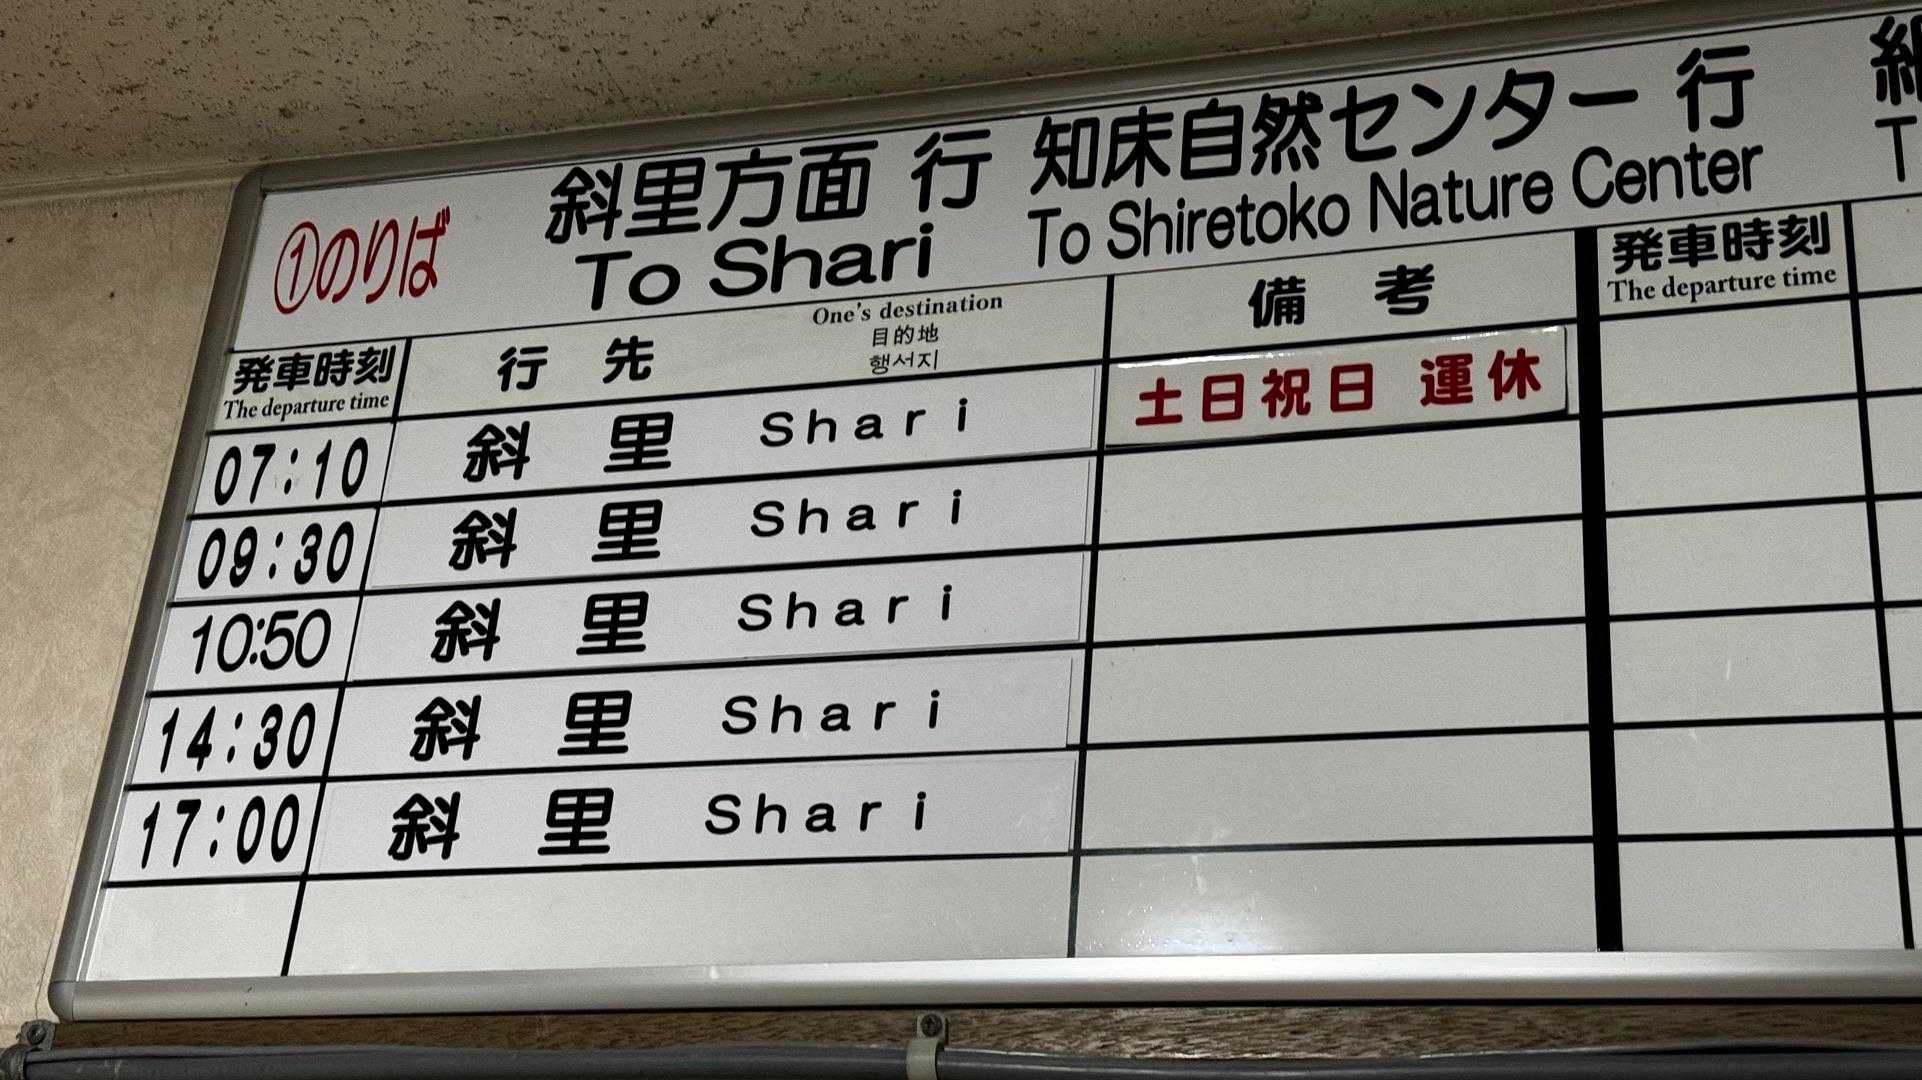 ①のりば
斜里方面 行 知床自然センター 行
To Shari To Shiretoko Nature Center
発車時刻
The departure time
行 先
One's destination
目的地
행서지
備 考
発車時刻
The departure time
07:10 斜 里 Shari 土日祝日 運休
09:30 斜 里 Shari
10:50 斜 里 Shari
14:30 斜 里 Shari
17:00 斜 里 Shari